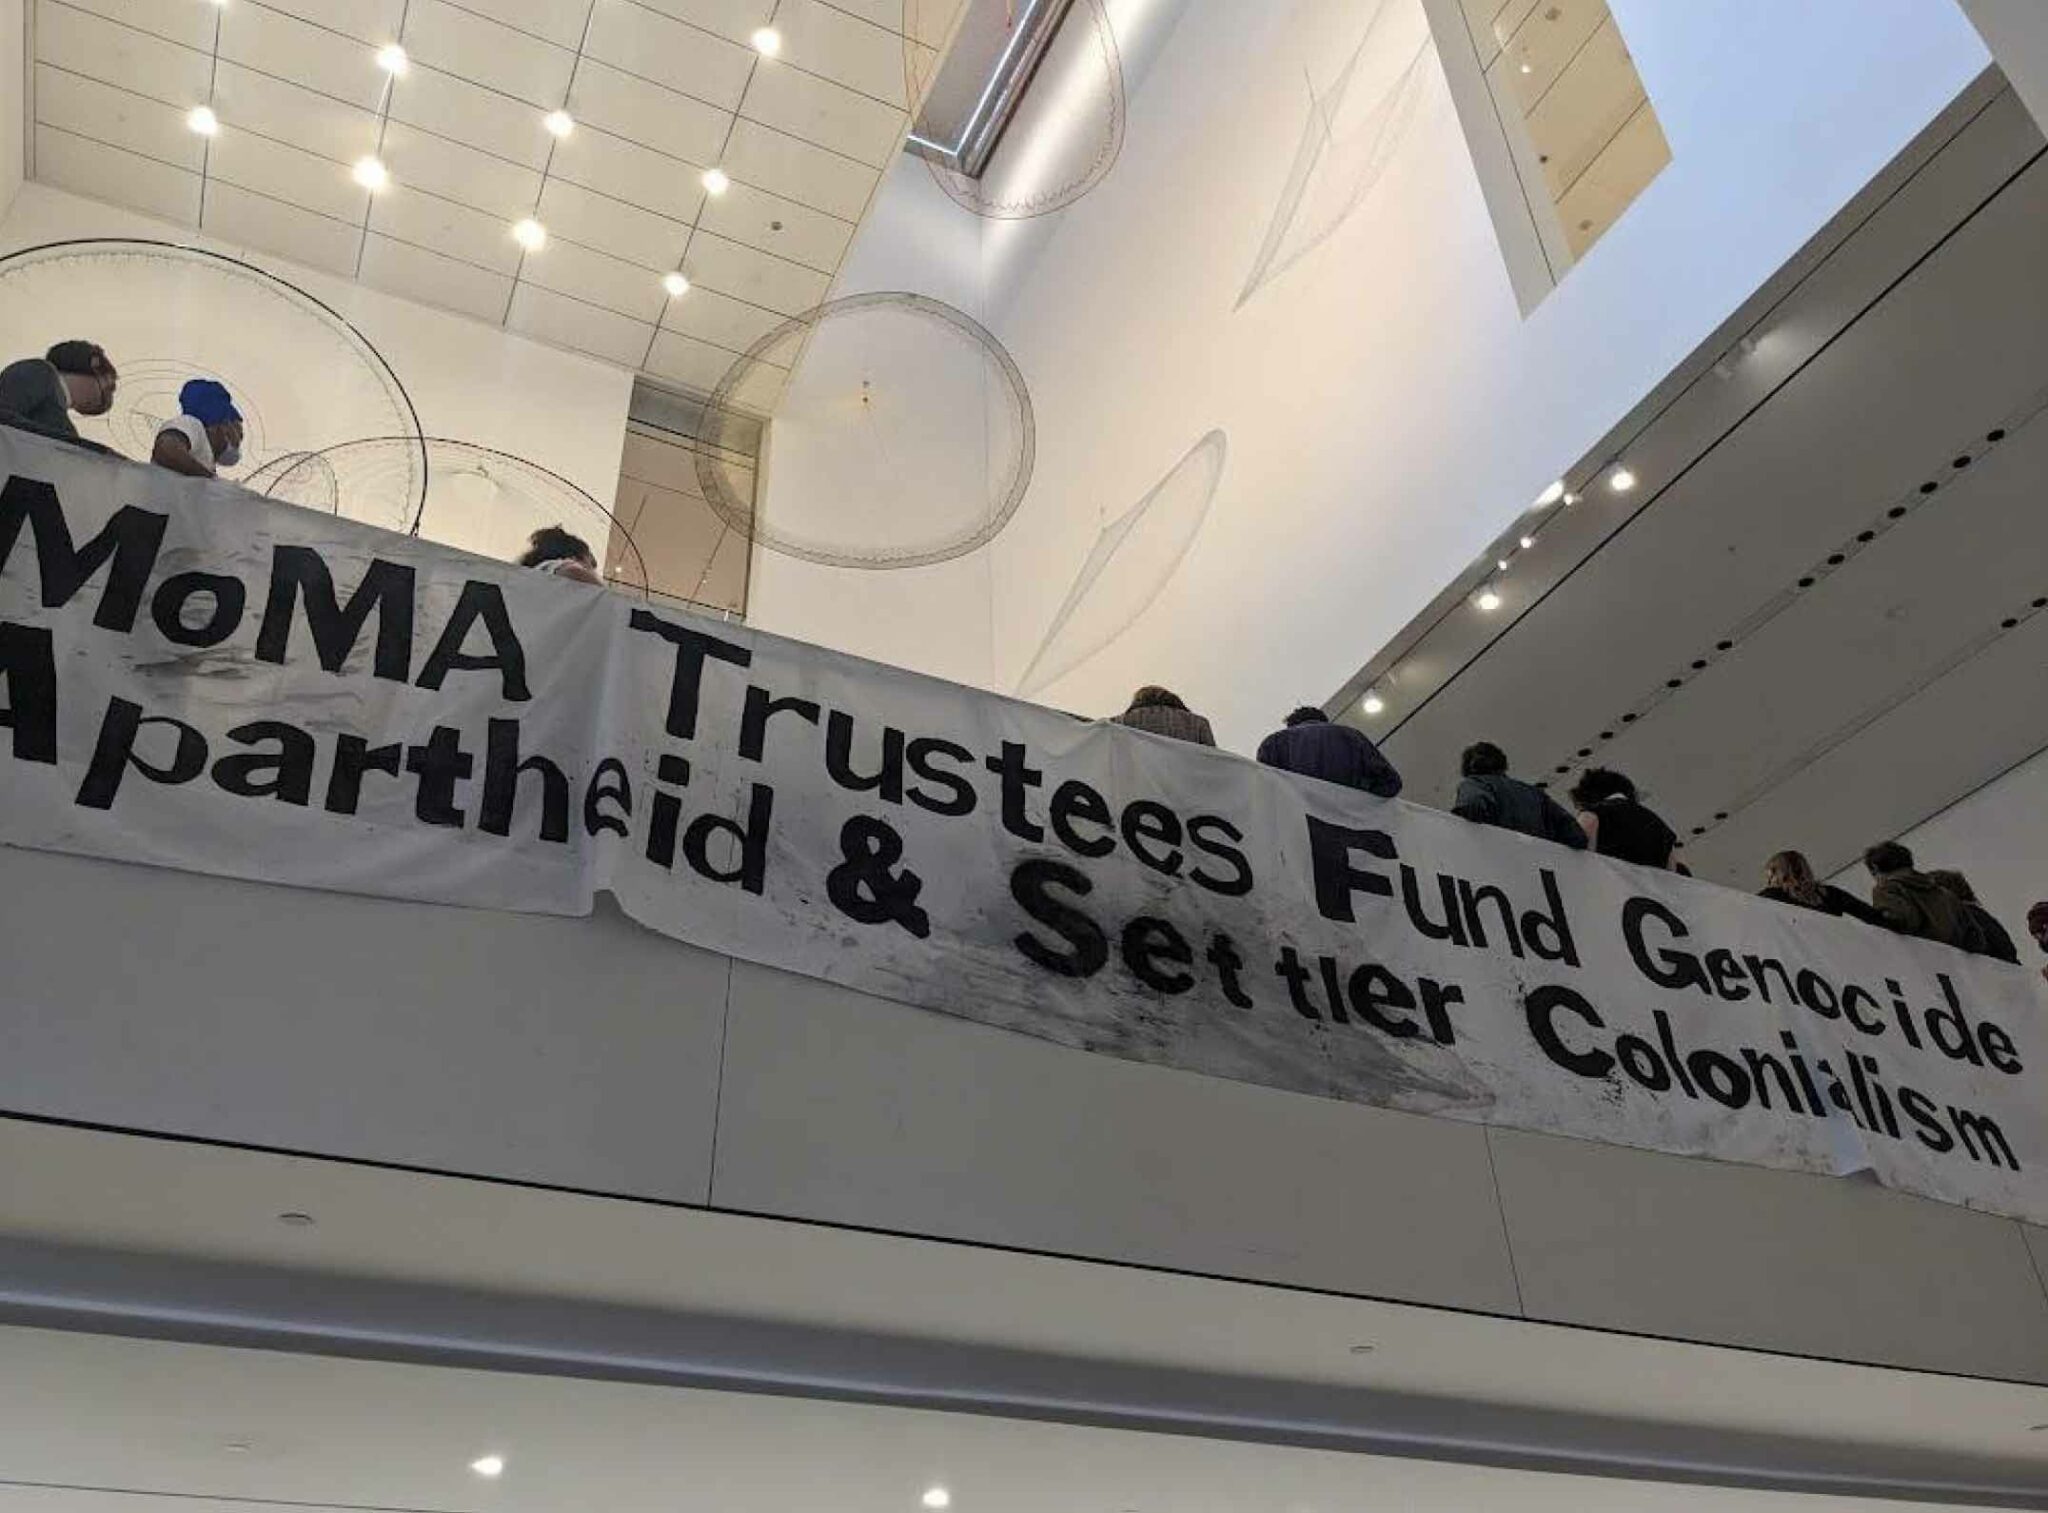 MoMA Trustees Fund Genocide
Apartheid & Settler Colonialism